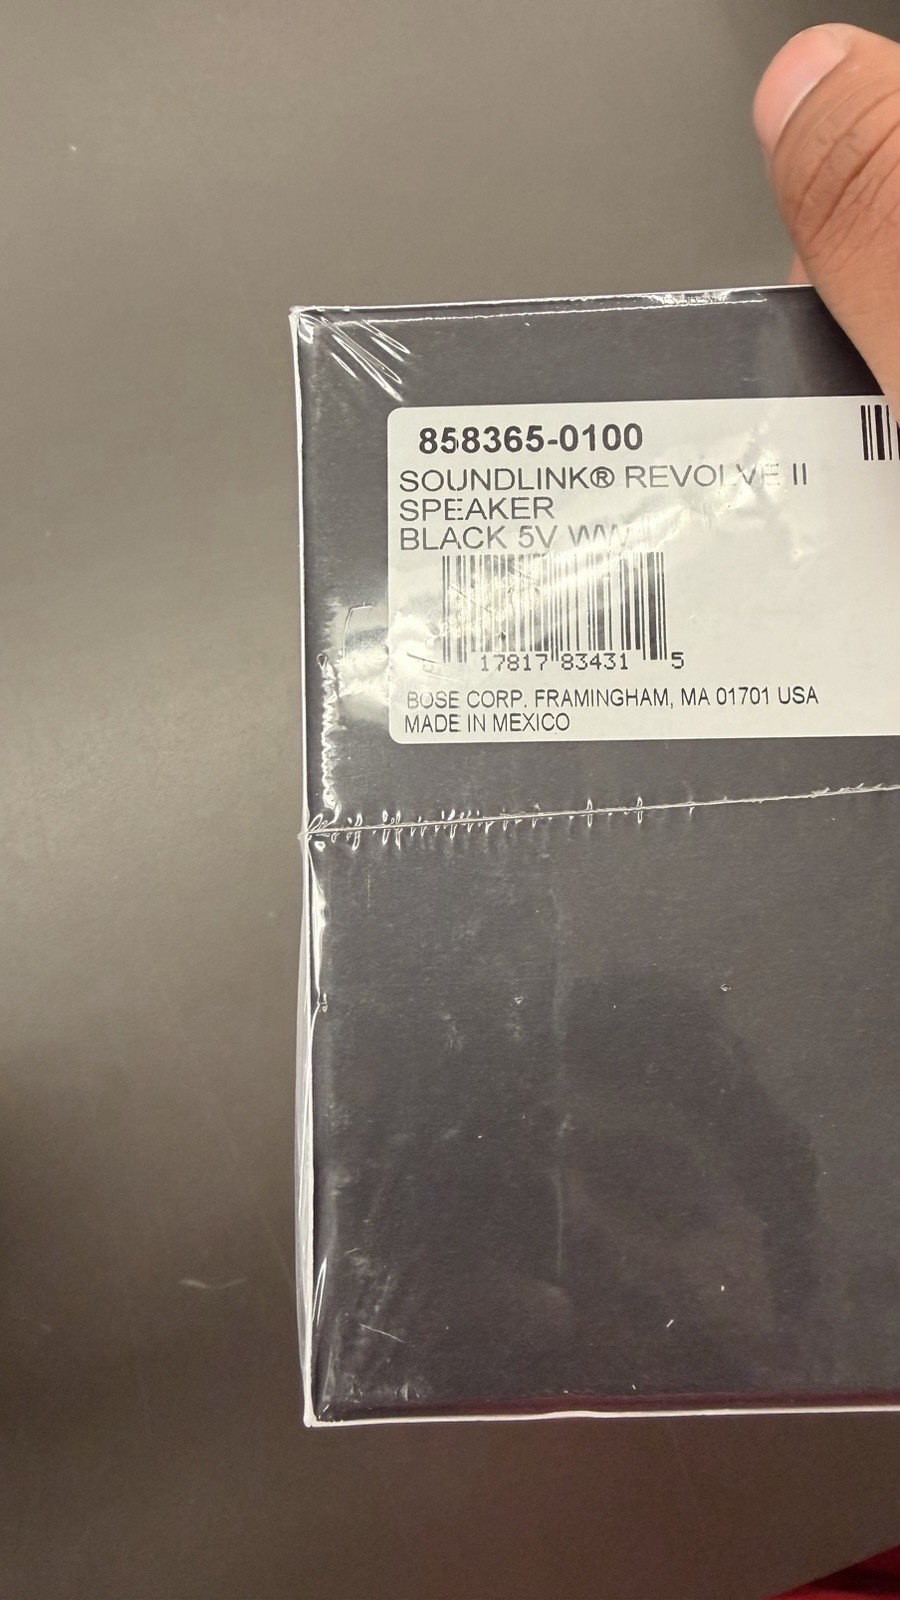 858365-0100
SOUNDLINK® REVOLVE II
SPEAKER
BLACK 5V WW
17817 83431 5
BOSE CORP. FRAMINGHAM, MA 01701 USA
MADE IN MEXICO